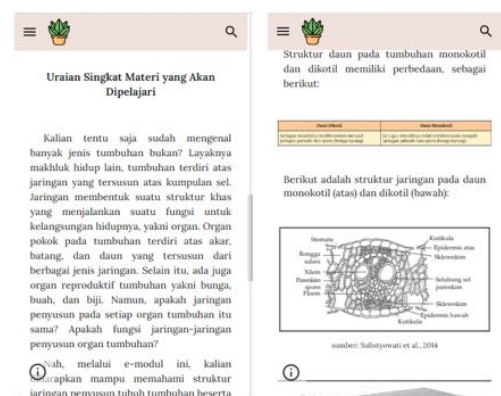 Uraian Singkat Materi yang Akan
Dipelajari
Kalian tentu saja sudah mengenal
banyak jenis tumbuhan bukan? Layaknya
makhluk hidup lain, tumbuhan terdiri atas
jaringan yang tersusun atas kumpulan sel.
Jaringan membentuk suatu struktur khas
yang menjalankan suatu fungsi untuk
kelangsungan hidupnya, yakni organ. Organ
pokok pada tumbuhan terdiri atas akar,
batang, dan daun yang tersusun dari
berbagai jenis jaringan. Selain itu, ada juga
organ reproduktif tumbuhan yakni bunga,
buah, dan biji. Namun, apakah jaringan
penyusun pada setiap organ tumbuhan itu
sama? Apakah fungsi jaringan-jaringan
penyusun organ tumbuhan?
Nah, melalui e-modul ini, kalian
diharapkan mampu memahami struktur
jaringan penyusun tubuh tumbuhan beserta
Struktur daun pada tumbuhan monokotil
dan dikotil memiliki perbedaan, sebagai
berikut:
Daun Dikotil
Daun Monokotil
Berikut adalah struktur jaringan pada daun
monokotil (atas) dan dikotil (bawah):
Stomata
Rongga
udara
Xilem
Parenkim
spons
Floem
Kutikula
Epidermis atas
Sklerenkim
Selubung sel
parenkim
Sklerenkim
Epidermis bawah
Kutikula
sumber: Sulistyowati et al., 2014